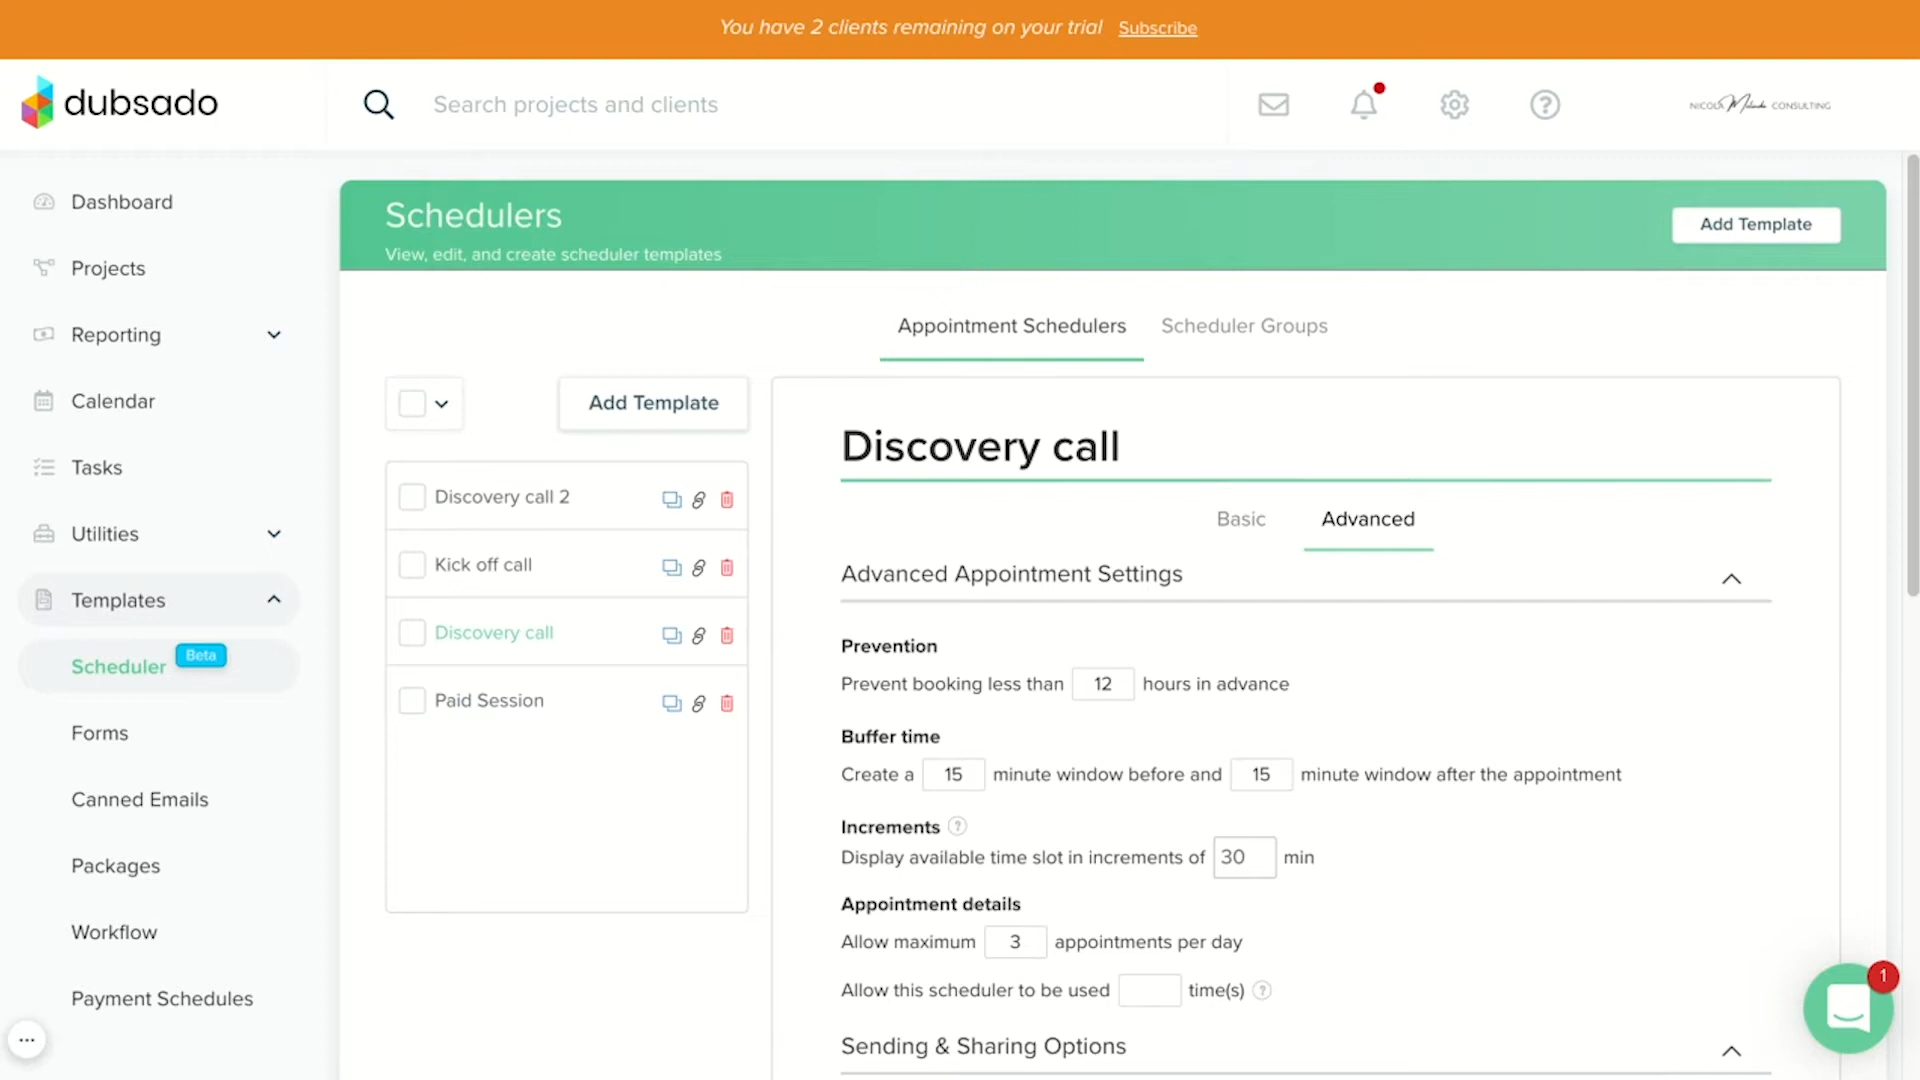 You have 2 clients remaining on your trial Subscribe
dubsado
Search projects and clients
NICOLA CONSULTING
Dashboard
Projects
Reporting
Calendar
Tasks
Utilities
Templates
Scheduler Beta
Forms
Canned Emails
Packages
Workflow
Payment Schedules
...
Schedulers
View, edit, and create scheduler templates
Add Template
Appointment Schedulers Scheduler Groups
Add Template
Discovery call 2
Kick off call
Discovery call
Paid Session
Discovery call
Basic Advanced
Advanced Appointment Settings
Prevention
Prevent booking less than 12 hours in advance
Buffer time
Create a 15 minute window before and 15 minute window after the appointment
Increments ?
Display available time slot in increments of 30 min
Appointment details
Allow maximum 3 appointments per day
Allow this scheduler to be used time(s) ?
Sending & Sharing Options
1